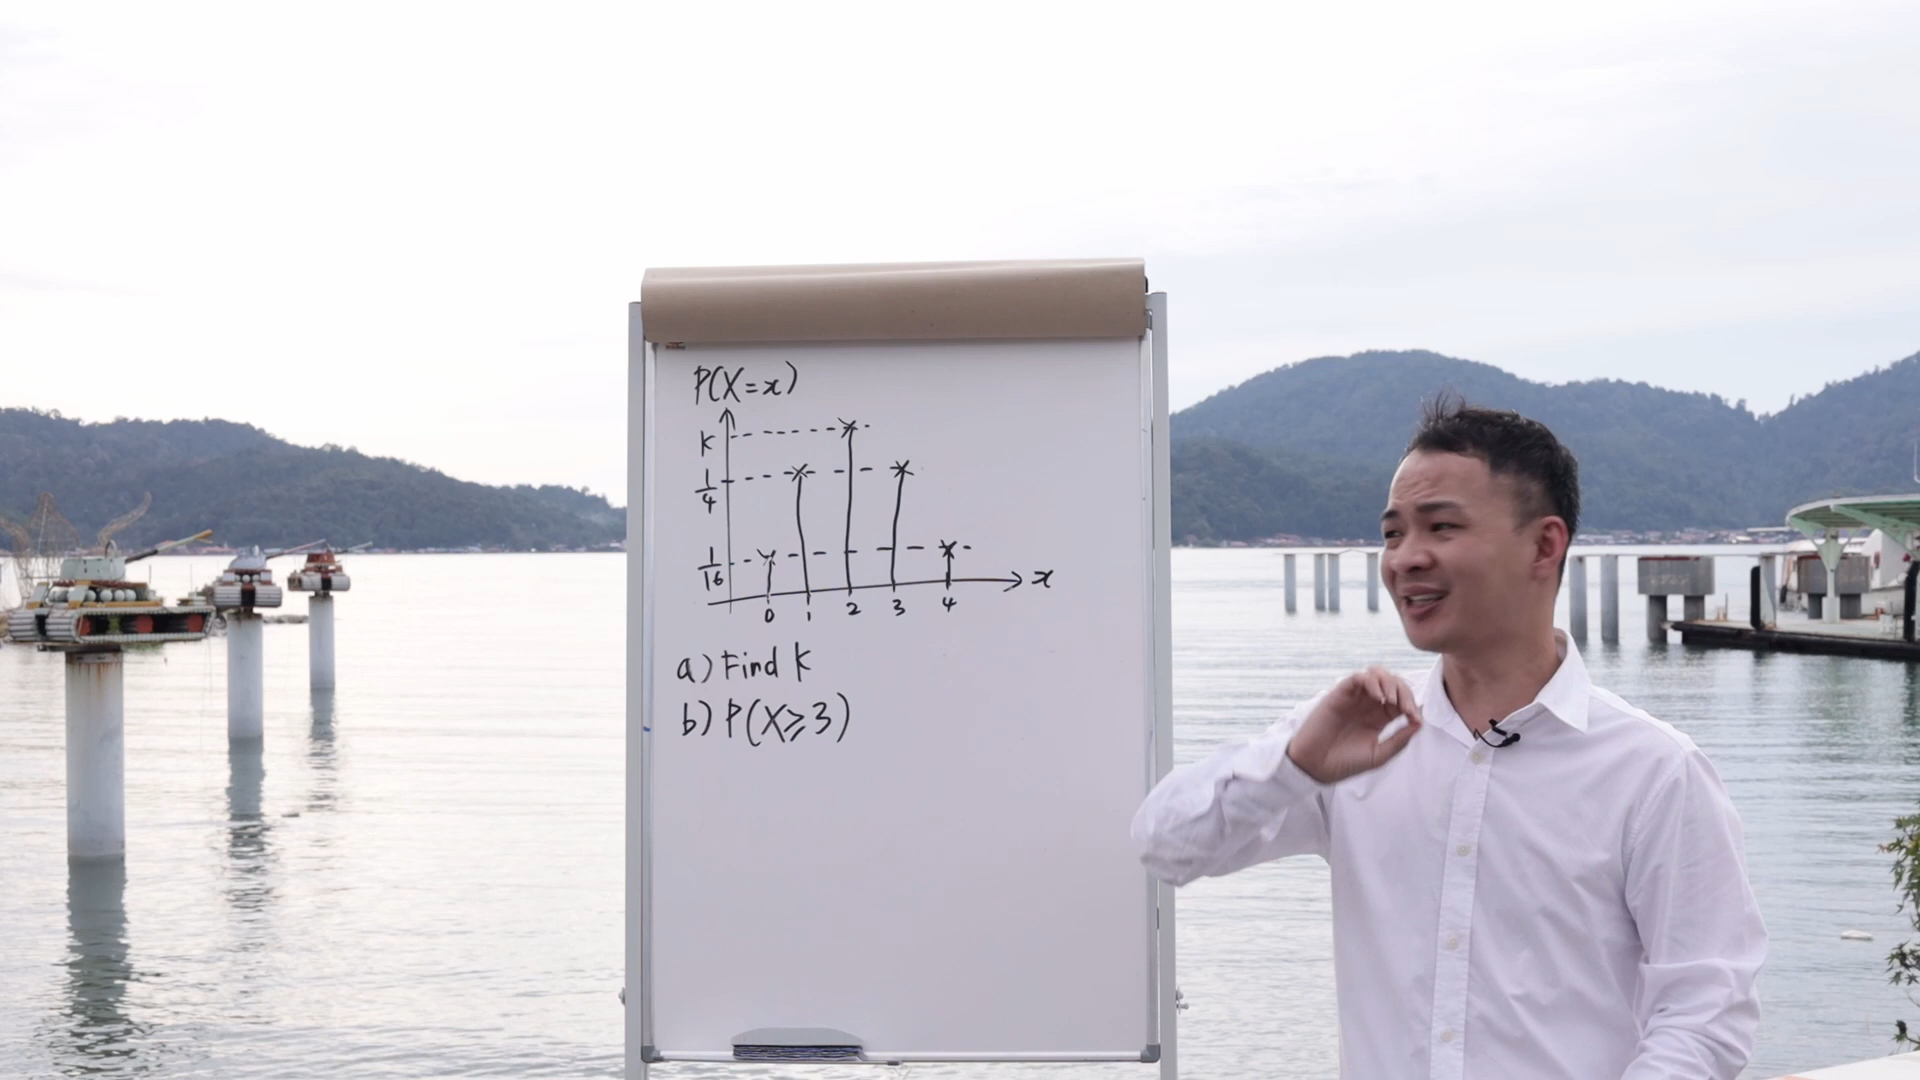 P(X=x)
k
1/4
1/16
x
0 1 2 3 4
a) Find k
b) P(X≥3)